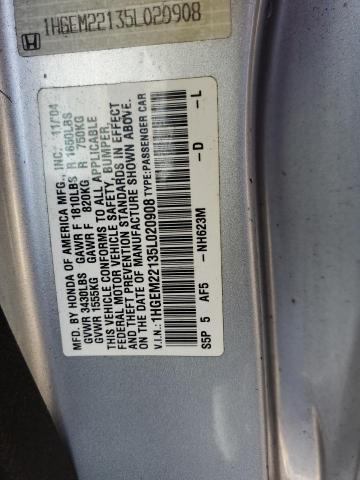 1HGEM22135L020908
MFD. BY HONDA OF AMERICA MFG., INC. 11/04
GVWR 3430LBS GAWR F 1810LBS R 1650LBS
GVWR 1555KG GAWR F 820KG R 750KG
THIS VEHICLE CONFORMS TO ALL APPLICABLE
FEDERAL MOTOR VEHICLE SAFETY, BUMPER,
AND THEFT PREVENTION STANDARDS IN EFFECT
ON THE DATE OF MANUFACTURE SHOWN ABOVE.
V.I.N.: 1HGEM22135L020908 TYPE:PASSENGER CAR
S5P 5 AF5 -NH623M -D -L